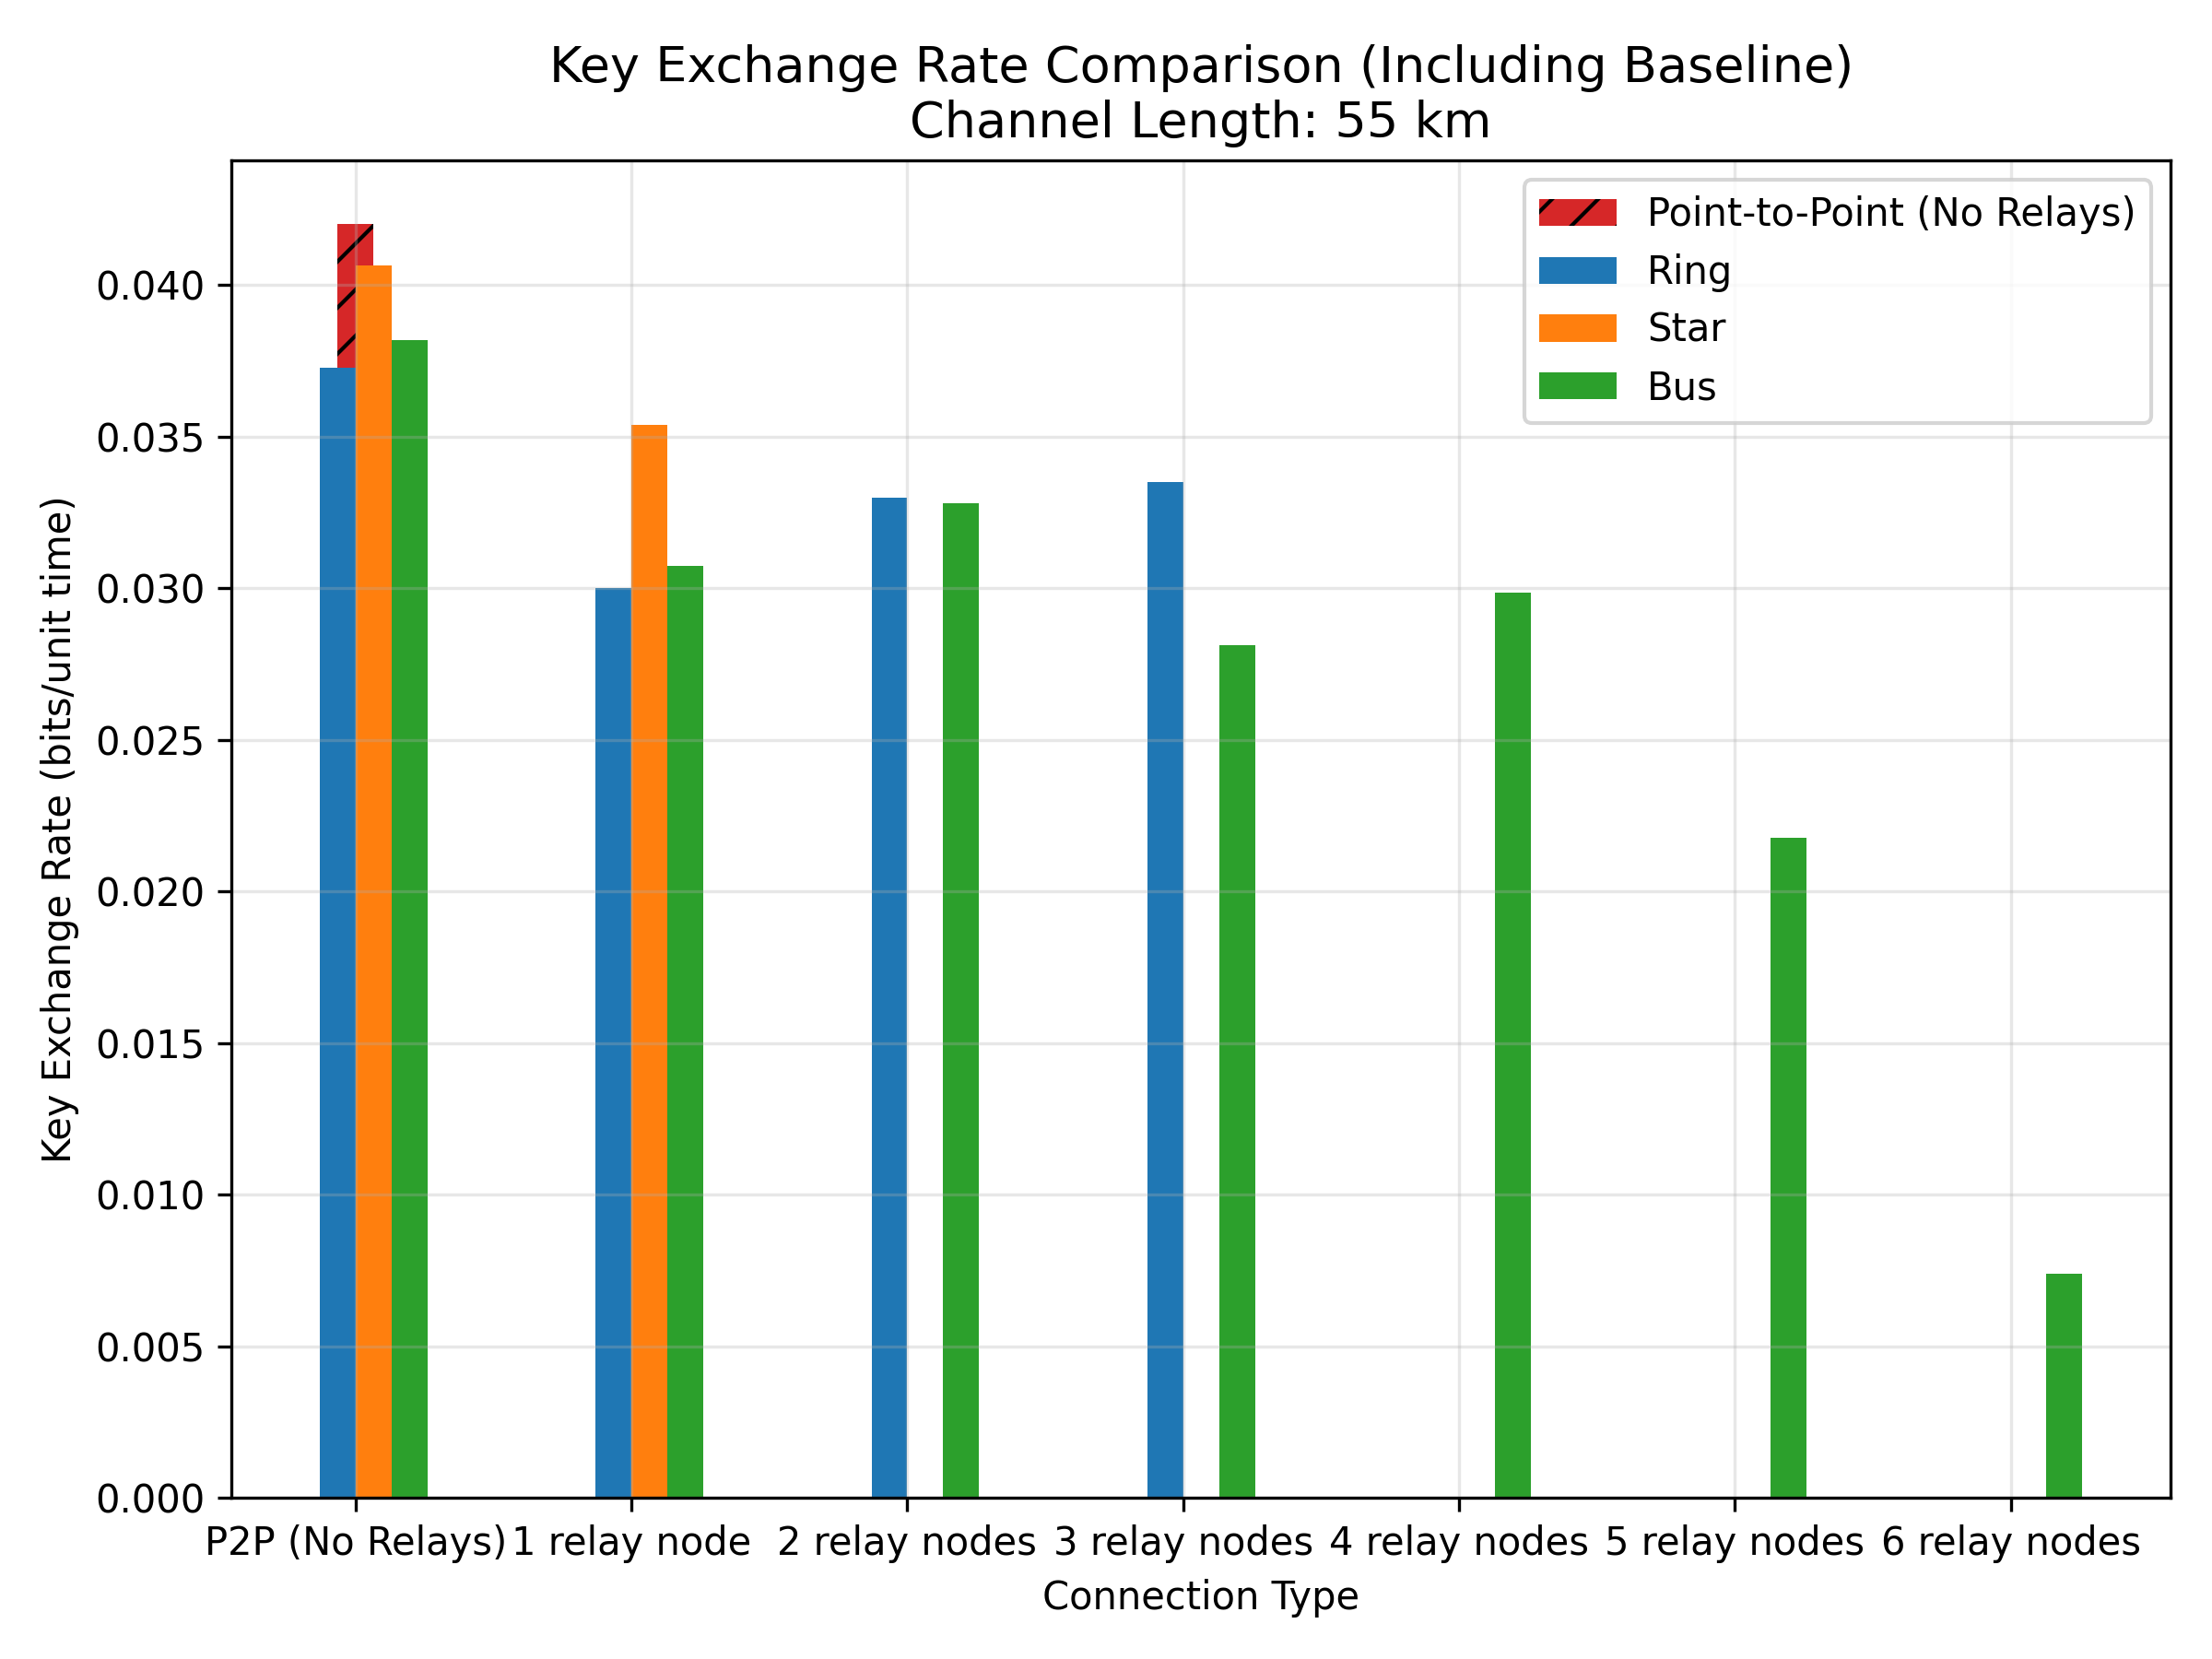 Key Exchange Rate Comparison (Including Baseline)
Channel Length: 55 km
Point-to-Point (No Relays)
Ring
Star
Bus
Key Exchange Rate (bits/unit time)
0.040
0.035
0.030
0.025
0.020
0.015
0.010
0.005
0.000
P2P (No Relays) 1 relay node 2 relay nodes 3 relay nodes 4 relay nodes 5 relay nodes 6 relay nodes
Connection Type